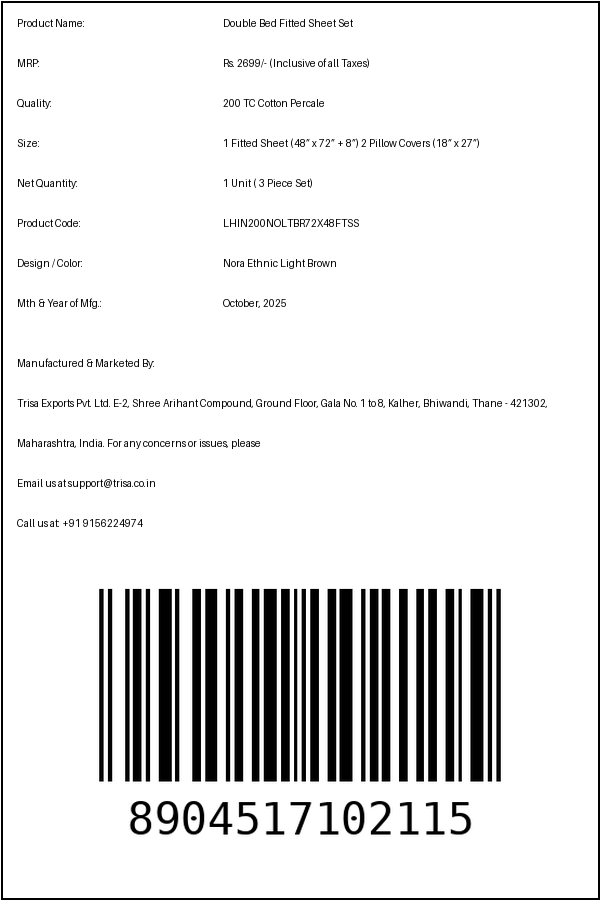 Product Name: Double Bed Fitted Sheet Set
MRP: Rs. 2699/- (Inclusive of all Taxes)
Quality: 200 TC Cotton Percale
Size: 1 Fitted Sheet (48” x 72” + 8”) 2 Pillow Covers (18” x 27”)
Net Quantity: 1 Unit ( 3 Piece Set)
Product Code: LHIN200NOLTBR72X48FTSS
Design / Color: Nora Ethnic Light Brown
Mth & Year of Mfg.: October, 2025
Manufactured & Marketed By:
Trisa Exports Pvt. Ltd. E-2, Shree Arihant Compound, Ground Floor, Gala No. 1 to 8, Kalher, Bhiwandi, Thane - 421302,
Maharashtra, India. For any concerns or issues, please
Email us at support@trisa.co.in
Call us at: +91 9156224974
8904517102115